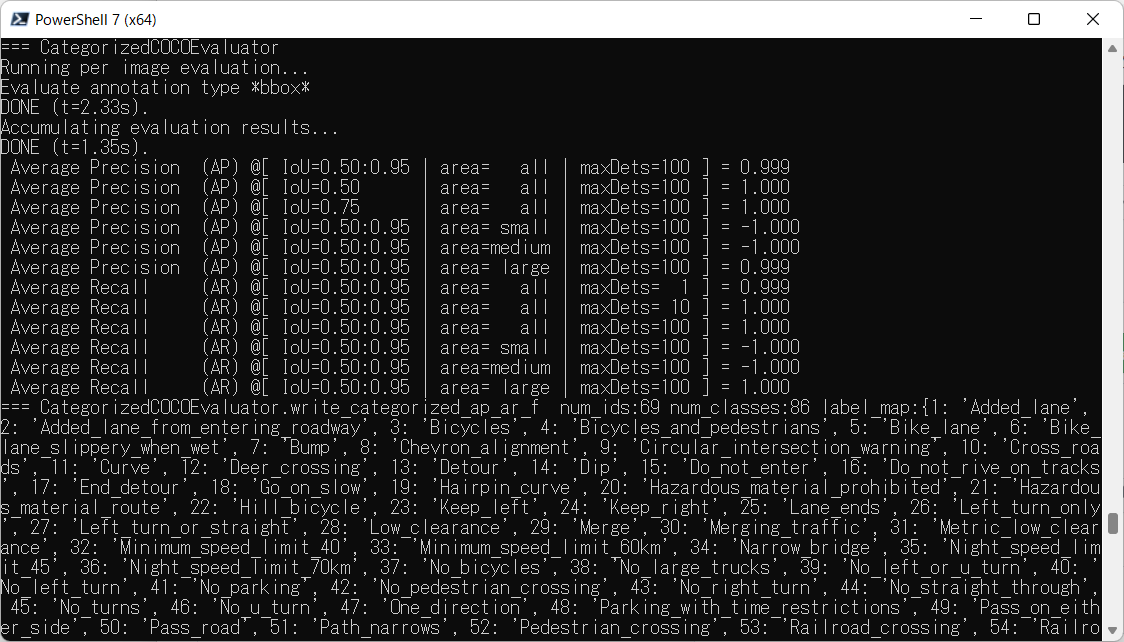 PowerShell 7 (x64)
=== CategorizedCOCOEvaluator
Running per image evaluation...
Evaluate annotation type *bbox*
DONE (t=2.33s).
Accumulating evaluation results...
DONE (t=1.35s).
 Average Precision  (AP) @[ IoU=0.50:0.95 | area=   all | maxDets=100 ] = 0.999
 Average Precision  (AP) @[ IoU=0.50      | area=   all | maxDets=100 ] = 1.000
 Average Precision  (AP) @[ IoU=0.75      | area=   all | maxDets=100 ] = 1.000
 Average Precision  (AP) @[ IoU=0.50:0.95 | area= small | maxDets=100 ] = -1.000
 Average Precision  (AP) @[ IoU=0.50:0.95 | area=medium | maxDets=100 ] = -1.000
 Average Precision  (AP) @[ IoU=0.50:0.95 | area= large | maxDets=100 ] = 0.999
 Average Recall     (AR) @[ IoU=0.50:0.95 | area=   all | maxDets=  1 ] = 0.999
 Average Recall     (AR) @[ IoU=0.50:0.95 | area=   all | maxDets= 10 ] = 1.000
 Average Recall     (AR) @[ IoU=0.50:0.95 | area=   all | maxDets=100 ] = 1.000
 Average Recall     (AR) @[ IoU=0.50:0.95 | area= small | maxDets=100 ] = -1.000
 Average Recall     (AR) @[ IoU=0.50:0.95 | area=medium | maxDets=100 ] = -1.000
 Average Recall     (AR) @[ IoU=0.50:0.95 | area= large | maxDets=100 ] = 1.000
=== CategorizedCOCOEvaluator.write_categorized_ap_ar_f  num_ids:69 num_classes:86 label_map:{1: 'Added_lane',
2: 'Added_lane_from_entering_roadway', 3: 'Bicycles', 4: 'Bicycles_and_pedestrians', 5: 'Bike_lane', 6: 'Bike_
lane_slippery_when_wet', 7: 'Bump', 8: 'Chevron_alignment', 9: 'Circular_intersection_warning', 10: 'Cross_roa
ds', 11: 'Curve', 12: 'Deer_crossing', 13: 'Detour', 14: 'Dip', 15: 'Do_not_enter', 16: 'Do_not_rive_on_tracks
', 17: 'End_detour', 18: 'Go_on_slow', 19: 'Hairpin_curve', 20: 'Hazardous_material_prohibited', 21: 'Hazardou
s_material_route', 22: 'Hill_bicycle', 23: 'Keep_left', 24: 'Keep_right', 25: 'Lane_ends', 26: 'Left_turn_only
', 27: 'Left_turn_or_straight', 28: 'Low_clearance', 29: 'Merge', 30: 'Merging_traffic', 31: 'Metric_low_clear
ance', 32: 'Minimum_speed_limit_40', 33: 'Minimum_speed_limit_60km', 34: 'Narrow_bridge', 35: 'Night_speed_lim
it_45', 36: 'Night_speed_limit_70km', 37: 'No_bicycles', 38: 'No_large_trucks', 39: 'No_left_or_u_turn', 40: '
No_left_turn', 41: 'No_parking', 42: 'No_pedestrian_crossing', 43: 'No_right_turn', 44: 'No_straight_through',
 45: 'No_turns', 46: 'No_u_turn', 47: 'One_direction', 48: 'Parking_with_time_restrictions', 49: 'Pass_on_eith
er_side', 50: 'Pass_road', 51: 'Path_narrows', 52: 'Pedestrian_crossing', 53: 'Railroad_crossing', 54: 'Railro